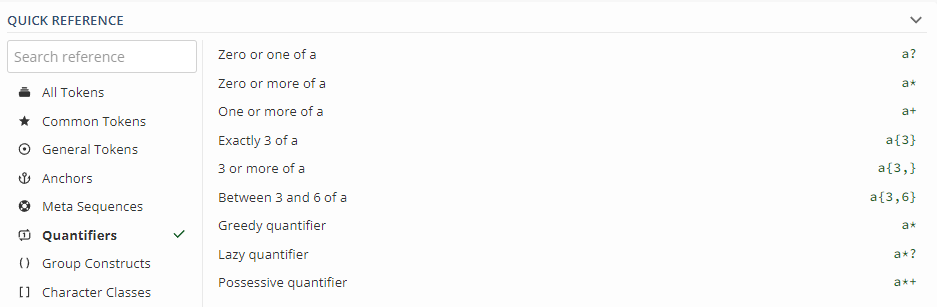 QUICK REFERENCE
Search reference
All Tokens
Common Tokens
General Tokens
Anchors
Meta Sequences
Quantifiers
Group Constructs
Character Classes
Zero or one of a a?
Zero or more of a a*
One or more of a a+
Exactly 3 of a a{3}
3 or more of a a{3,}
Between 3 and 6 of a a{3,6}
Greedy quantifier a*
Lazy quantifier a*?
Possessive quantifier a*+